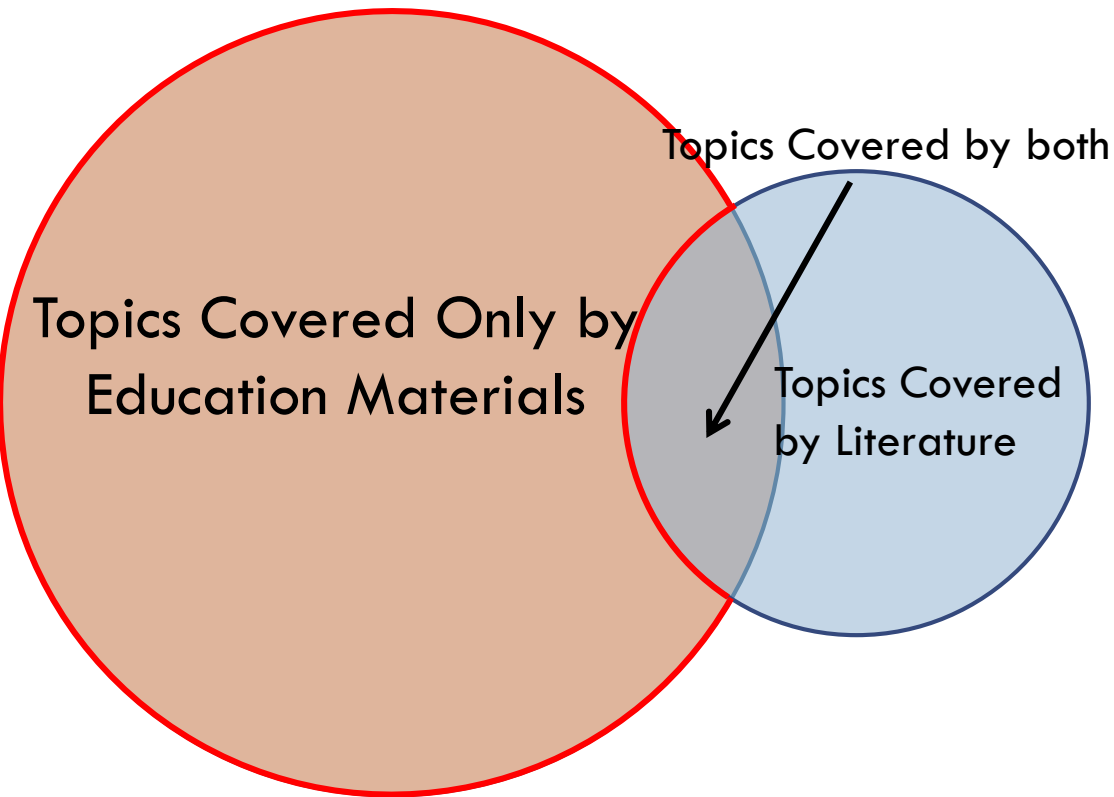 Topics Covered by both
Topics Covered Only by
Education Materials
Topics Covered
by Literature